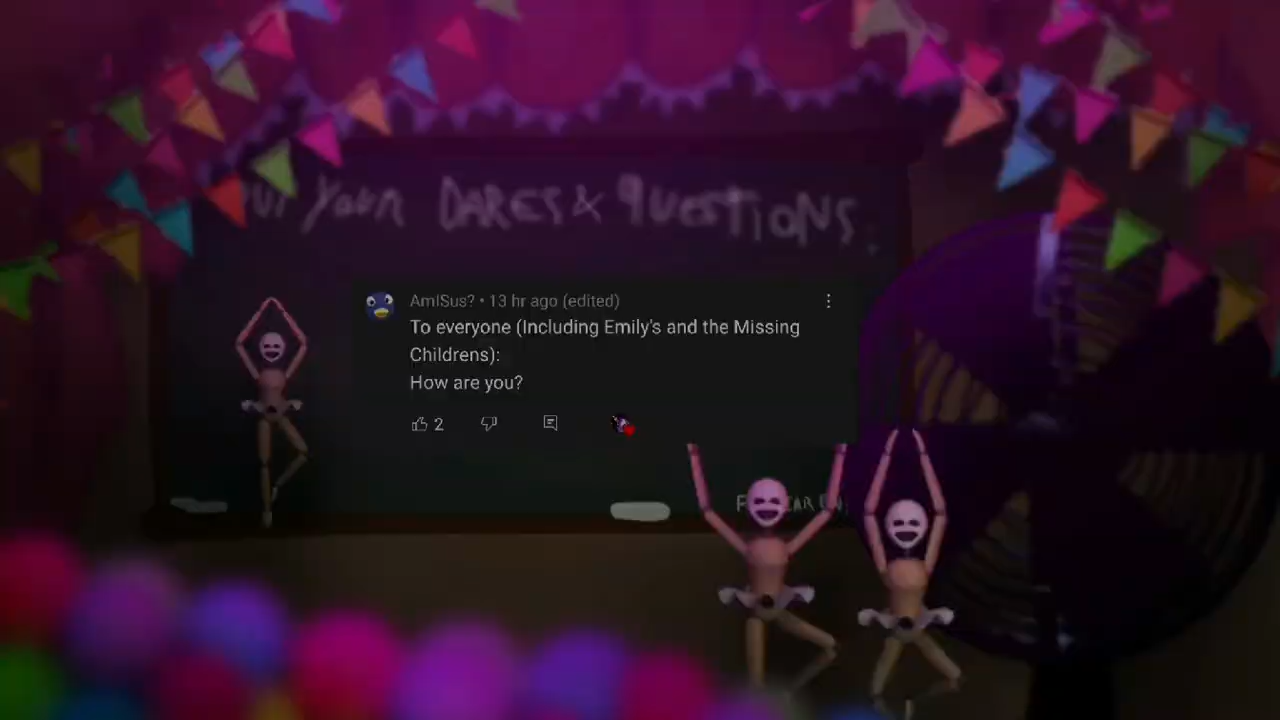 YOUR DARES & QUESTIONS
AmISus? • 13 hr ago (edited)
To everyone (Including Emily's and the Missing
Childrens):
How are you?
2